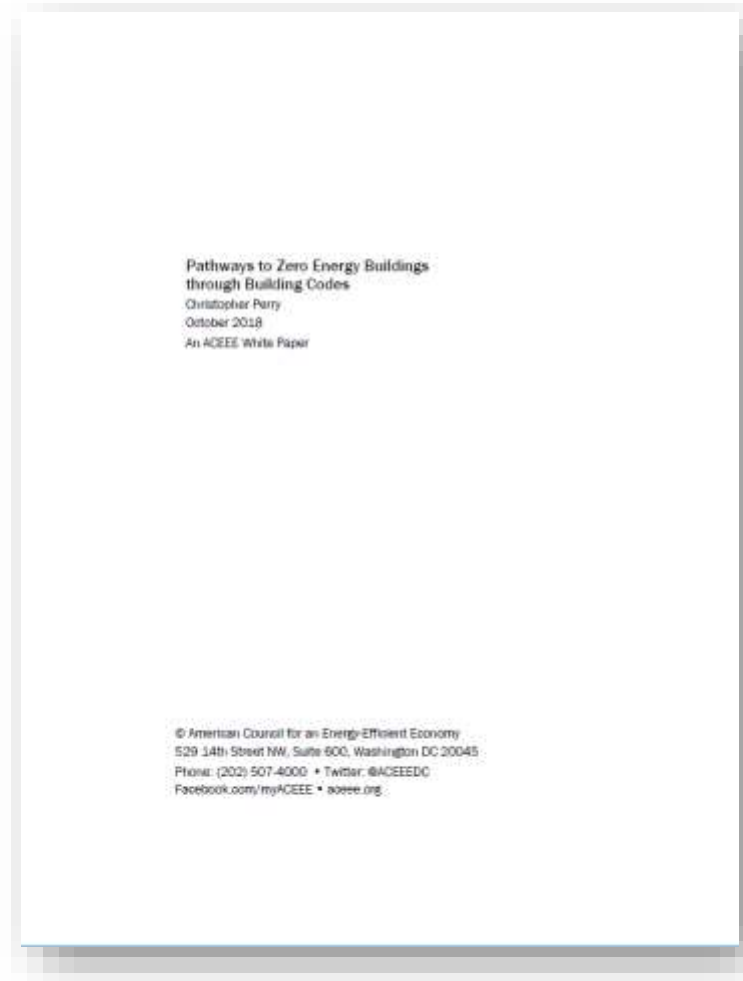 Pathways to Zero Energy Buildings
through Building Codes
Christopher Perry
October 2018
An ACEEE White Paper
© American Council for an Energy-Efficient Economy
529 14th Street NW, Suite 600, Washington DC 20045
Phone: (202) 507-4000 • Twitter: @ACEEEDC
Facebook.com/myACEEE • aceee.org